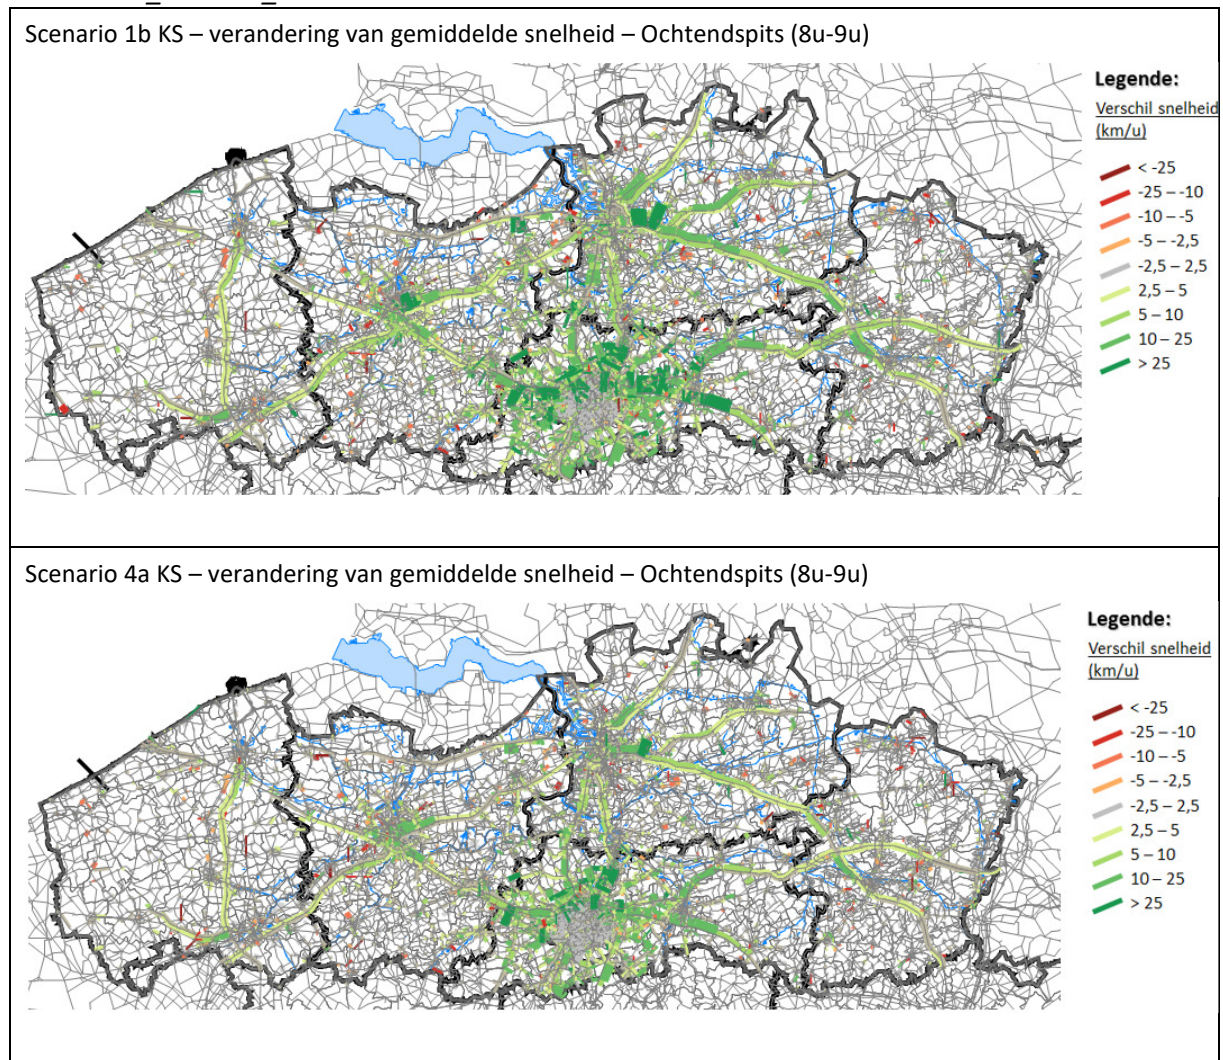 Scenario 1b KS – verandering van gemiddelde snelheid – Ochtendspits (8u-9u)
Legende:
Verschil snelheid
(km/u)
< -25
-25 – -10
-10 – -5
-5 – -2,5
-2,5 – 2,5
2,5 – 5
5 – 10
10 – 25
> 25
Scenario 4a KS – verandering van gemiddelde snelheid – Ochtendspits (8u-9u)
Legende:
Verschil snelheid
(km/u)
< -25
-25 – -10
-10 – -5
-5 – -2,5
-2,5 – 2,5
2,5 – 5
5 – 10
10 – 25
> 25